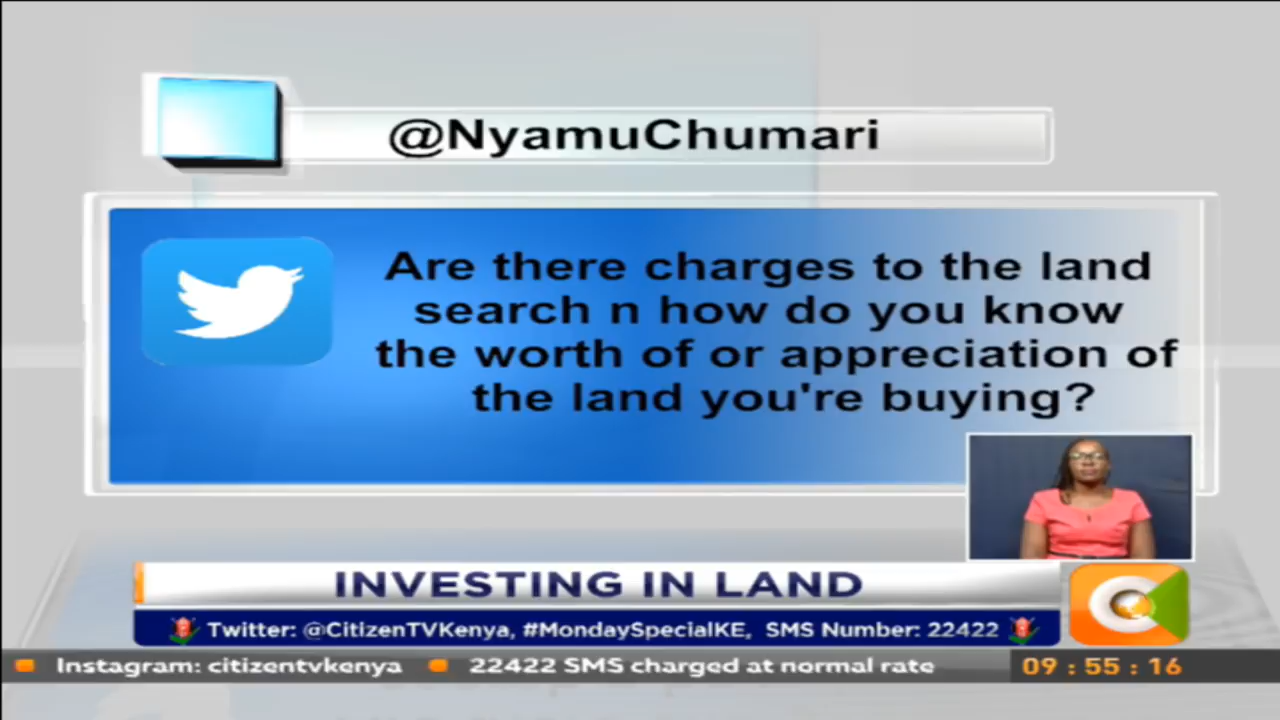 @NyamuChumari
Are there charges to the land
search n how do you know
the worth of or appreciation of
the land you're buying?
INVESTING IN LAND
Twitter: @CitizenTVKenya, #MondaySpecialKE, SMS Number: 22422
Instagram: citizentvkenya 22422 SMS charged at normal rate 09:55:16